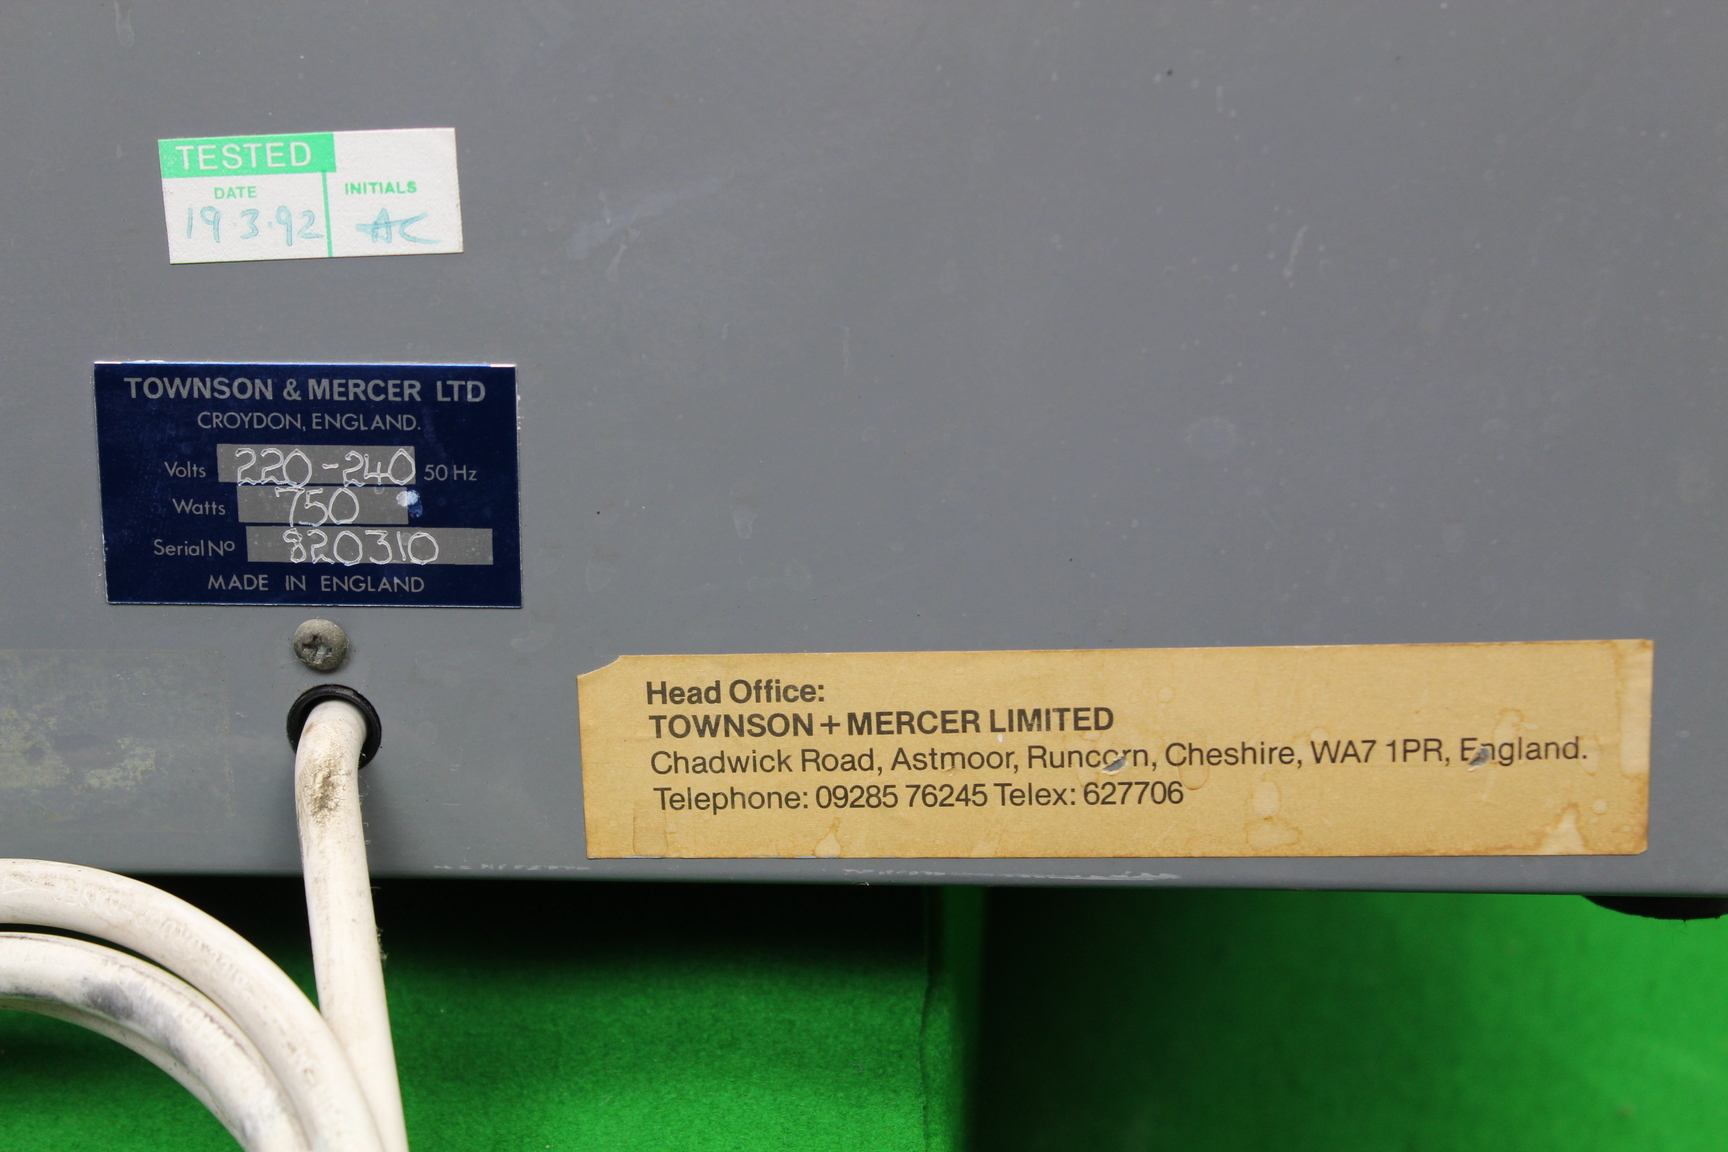 TESTED
DATE INITIALS
19.3.92 AC
TOWNSON & MERCER LTD
CROYDON, ENGLAND.
Volts 220-240 50 Hz
Watts 750
Serial Nº 820310
MADE IN ENGLAND
Head Office:
TOWNSON + MERCER LIMITED
Chadwick Road, Astmoor, Runcorn, Cheshire, WA7 1PR, England.
Telephone: 09285 76245 Telex: 627706